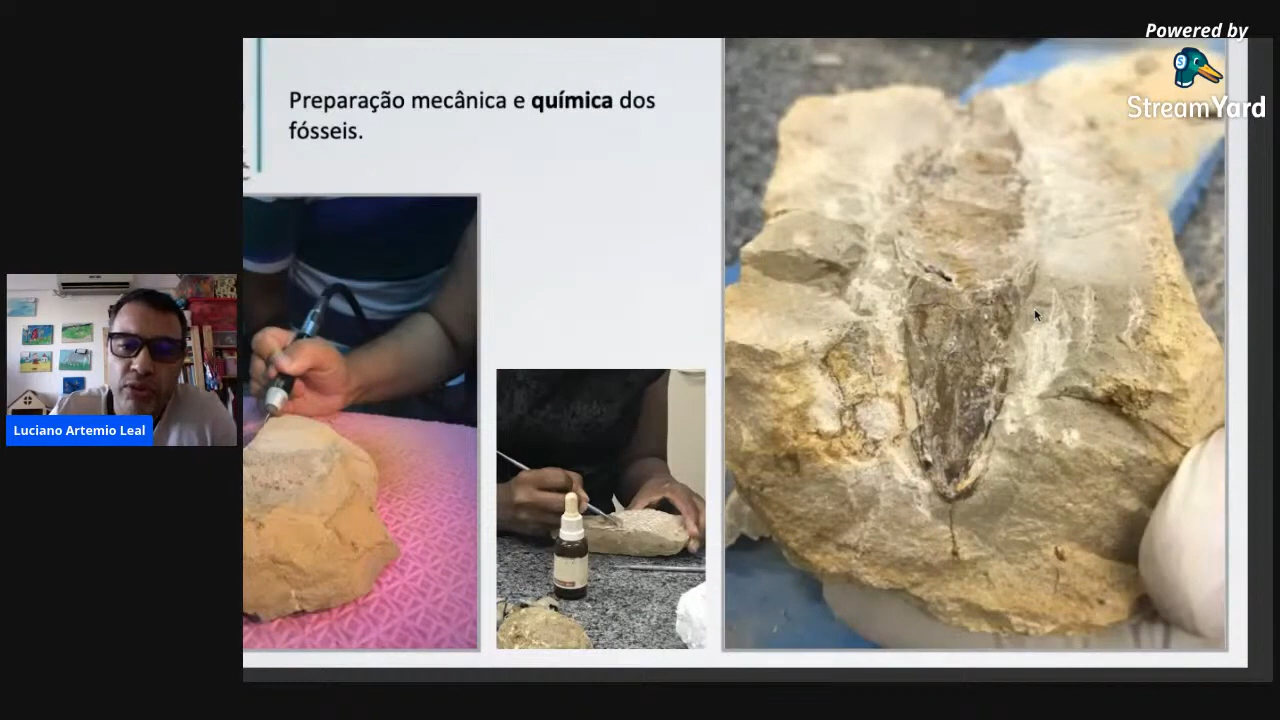 Powered by
StreamYard
Preparação mecânica e química dos
fósseis.
Luciano Artemio Leal